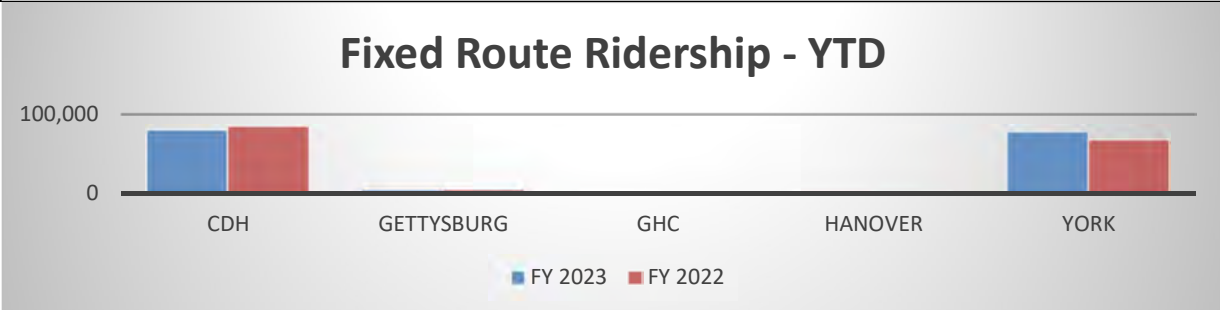 Fixed Route Ridership - YTD
100,000
0
CDH GETTYSBURG GHC HANOVER YORK
FY 2023 FY 2022